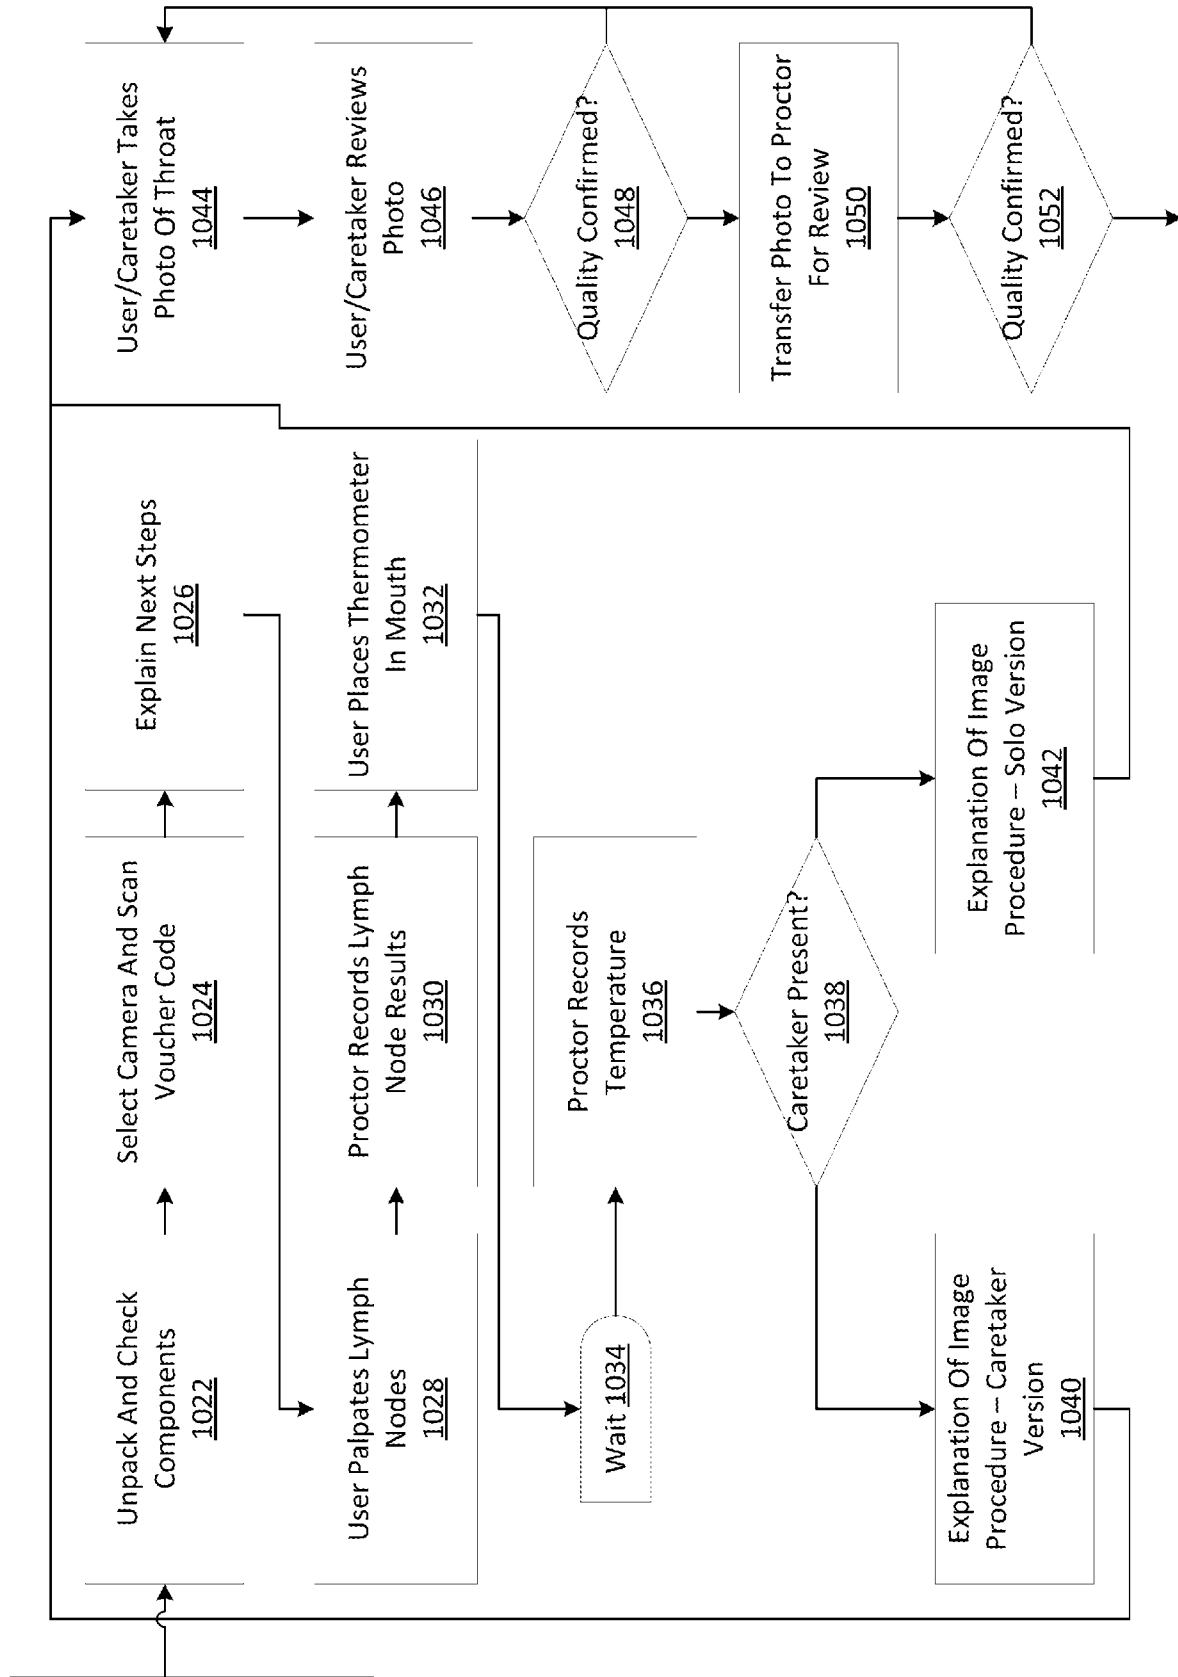 Unpack And Check
Components
1022
Select Camera And Scan
Voucher Code
1024
Explain Next Steps
1026
User Palpates Lymph
Nodes
1028
Proctor Records Lymph
Node Results
1030
User Places Thermometer
In Mouth
1032
Wait 1034
Proctor Records
Temperature
1036
Caretaker Present?
1038
Explanation Of Image
Procedure – Caretaker
Version
1040
Explanation Of Image
Procedure – Solo Version
1042
User/Caretaker Takes
Photo Of Throat
1044
User/Caretaker Reviews
Photo
1046
Quality Confirmed?
1048
Transfer Photo To Proctor
For Review
1050
Quality Confirmed?
1052